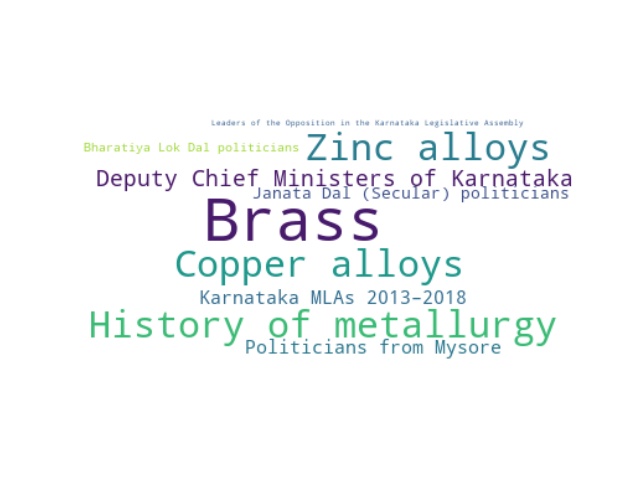 Leaders of the Opposition in the Karnataka Legislative Assembly
Bharatiya Lok Dal politicians
Zinc alloys
Deputy Chief Ministers of Karnataka
Janata Dal (Secular) politicians
Brass
Copper alloys
Karnataka MLAs 2013–2018
History of metallurgy
Politicians from Mysore